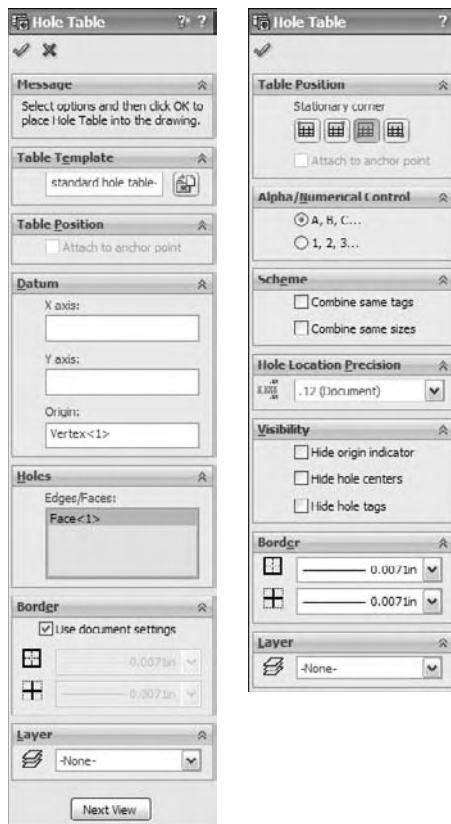 Hole Table ?
Message
Select options and then click OK to
place Hole Table into the drawing.
Table Template
standard hole table-
Table Position
Attach to anchor point
Datum
X axis:
Y axis:
Origin:
Vertex<1>
Holes
Edges/Faces:
Face<1>
Border
Use document settings
0.0071in
0.0071in
Layer
-None-
Next View
Hole Table ?
Table Position
Stationary corner
Attach to anchor point
Alpha/Numerical Control
A, B, C...
1, 2, 3...
Scheme
Combine same tags
Combine same sizes
Hole Location Precision
.12 (Document)
Visibility
Hide origin indicator
Hide hole centers
Hide hole tags
Border
0.0071in
0.0071in
Layer
-None-